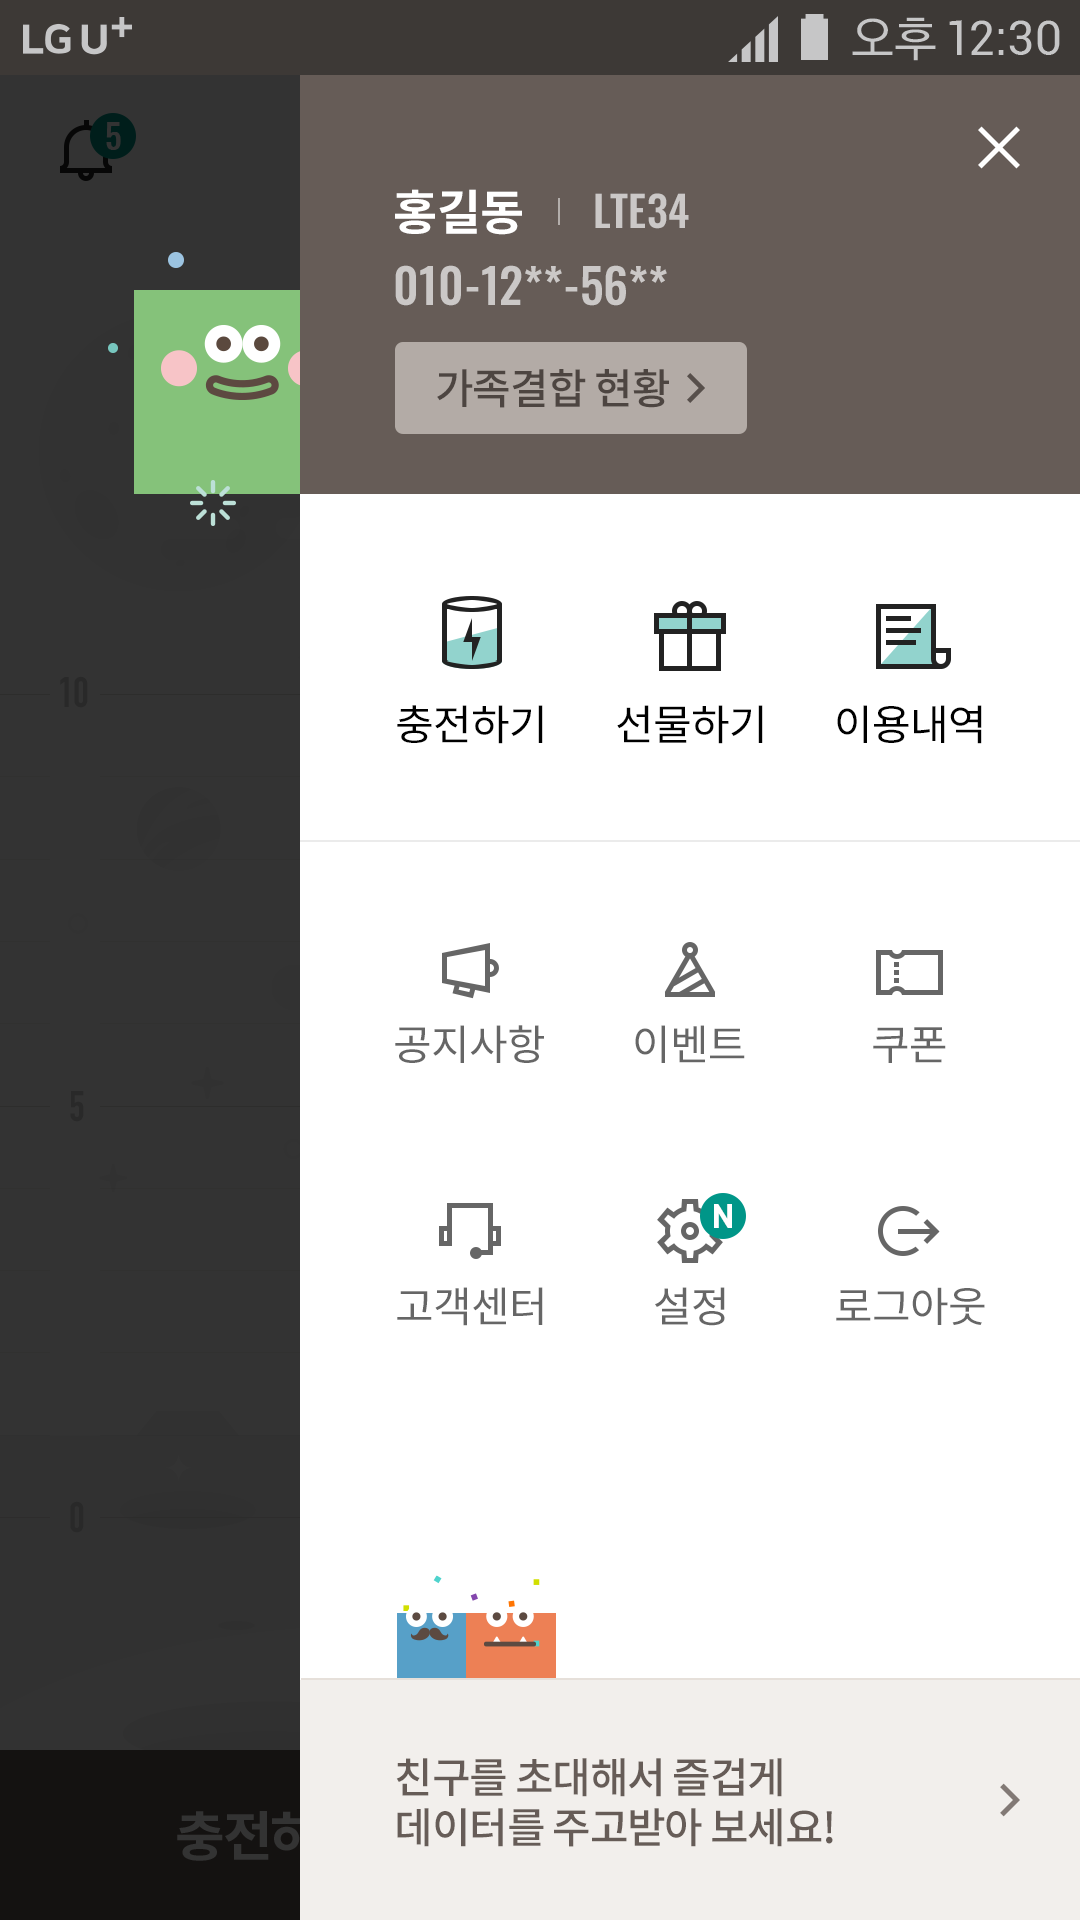 LG U+
오후 12:30
5
홍길동 | LTE34
010-12**-56**
가족결합 현황
충전하기
선물하기
이용내역
10
공지사항
이벤트
쿠폰
5
N
고객센터
설정
로그아웃
0
친구를 초대해서 즐겁게
데이터를 주고받아 보세요!
충전하